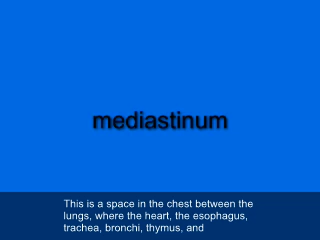 mediastinum
This is a space in the chest between the
lungs, where the heart, the esophagus,
trachea, bronchi, thymus, and